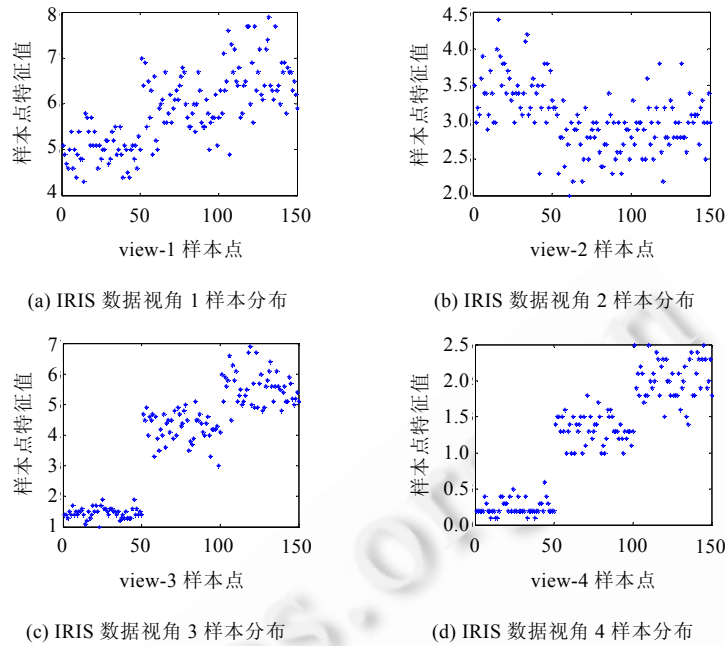 8
7
6
5
4
样本点特征值
0 50 100 150
view-1 样本点
(a) IRIS 数据视角 1 样本分布
4.5
4.0
3.5
3.0
2.5
2.0
样本点特征值
0 50 100 150
view-2 样本点
(b) IRIS 数据视角 2 样本分布
7
6
5
4
3
2
1
样本点特征值
0 50 100 150
view-3 样本点
(c) IRIS 数据视角 3 样本分布
2.5
2.0
1.5
1.0
0.5
0.0
样本点特征值
0 50 100 150
view-4 样本点
(d) IRIS 数据视角 4 样本分布